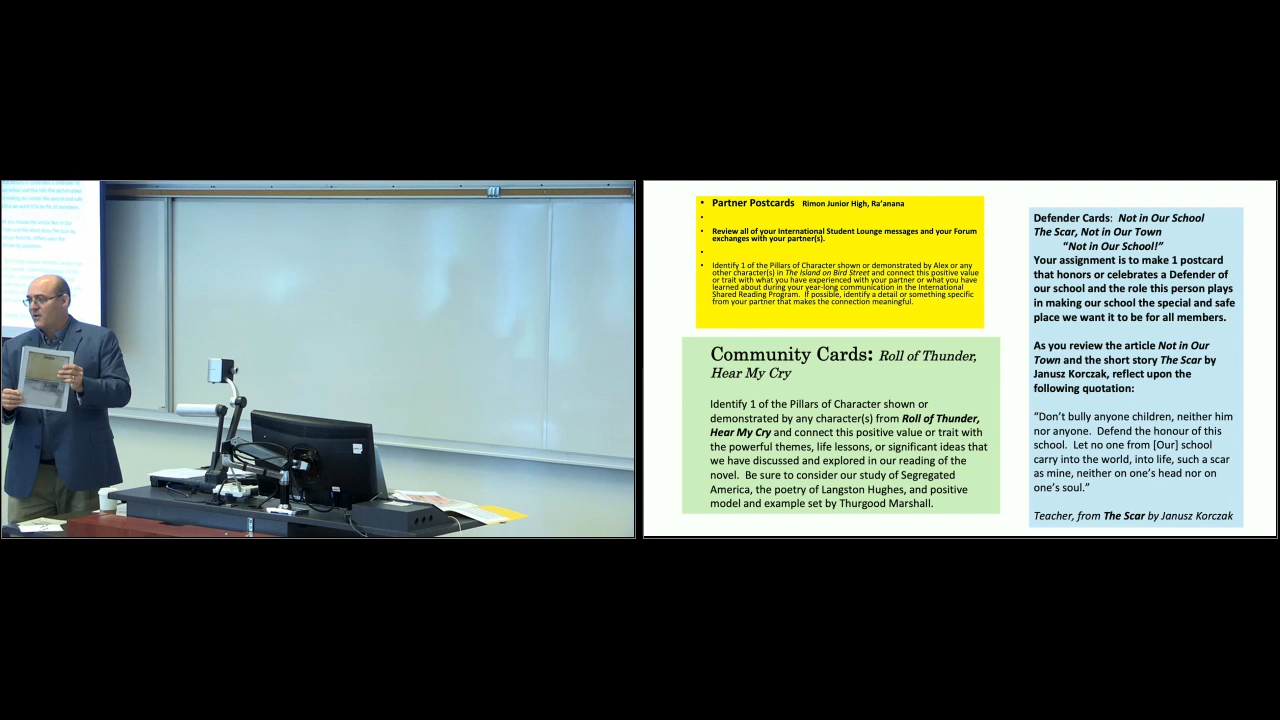 Partner Postcards Rimon Junior High, Ra'anana
Review all of your International Student Lounge messages and your Forum
exchanges with your partner(s).
Identify 1 of the Pillars of Character shown or demonstrated by Alex or any
other character(s) in The Island on Bird Street and connect this positive value
or trait with what you have experienced with your partner or what you have
learned about during your year-long communication in the International
Shared Reading Program. If possible, identify a detail or something specific
from your partner that makes the connection meaningful.
Community Cards: Roll of Thunder,
Hear My Cry
Identify 1 of the Pillars of Character shown or
demonstrated by any character(s) from Roll of Thunder,
Hear My Cry and connect this positive value or trait with
the powerful themes, life lessons, or significant ideas that
we have discussed and explored in our reading of the
novel. Be sure to consider our study of Segregated
America, the poetry of Langston Hughes, and positive
model and example set by Thurgood Marshall.
Defender Cards: Not in Our School
The Scar, Not in Our Town
"Not in Our School!"
Your assignment is to make 1 postcard
that honors or celebrates a Defender of
our school and the role this person plays
in making our school the special and safe
place we want it to be for all members.
As you review the article Not in Our
Town and the short story The Scar by
Janusz Korczak, reflect upon the
following quotation:
"Don't bully anyone children, neither him
nor anyone. Defend the honour of this
school. Let no one from [Our] school
carry into the world, into life, such a scar
as mine, neither on one's head nor on
one's soul."
Teacher, from The Scar by Janusz Korczak